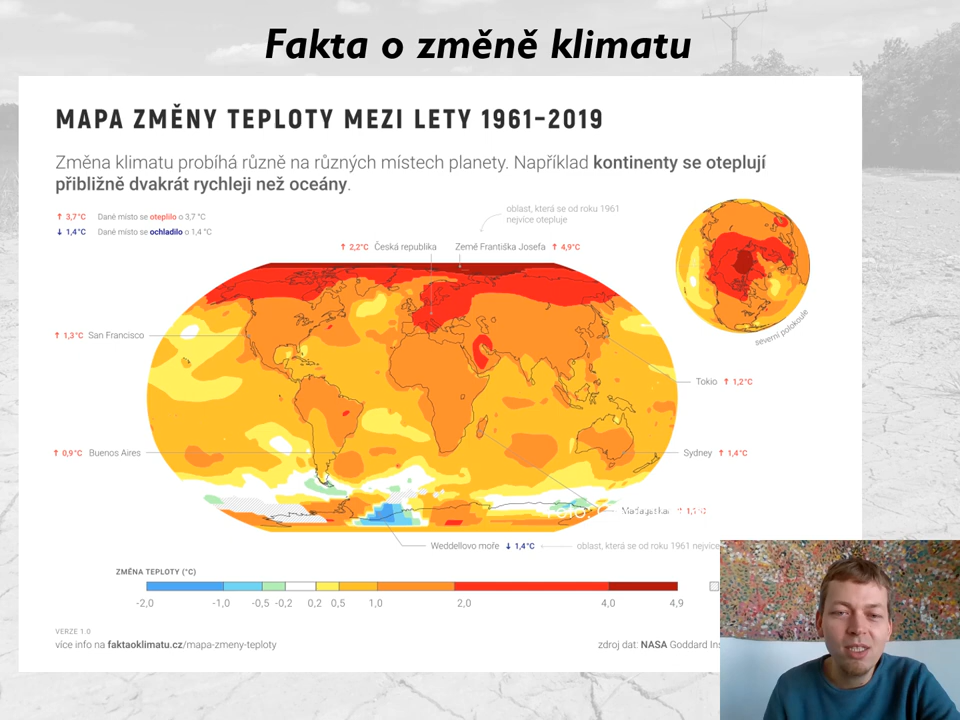 Fakta o změně klimatu
MAPA ZMĚNY TEPLOTY MEZI LETY 1961–2019
Změna klimatu probíhá různě na různých místech planety. Například kontinenty se oteplují
přibližně dvakrát rychleji než oceány.
↑ 3,7°C Dané místo se oteplilo o 3,7 °C
↓ 1,4°C Dané místo se ochladilo o 1,4 °C
oblast, která se od roku 1961
nejvíce otepluje
↑ 2,2°C Česká republika
Země Františka Josefa ↑ 4,9°C
severní polokoule
↑ 1,3°C San Francisco
Tokio ↑ 1,2°C
↑ 0,9°C Buenos Aires
Sydney ↑ 1,4°C
Madagaskar
Weddellovo moře ↓ 1,4°C
oblast, která se od roku 1961 nejvíce
ZMĚNA TEPLOTY (°C)
-2,0 -1,0 -0,5 -0,2 0,2 0,5 1,0 2,0 4,0 4,9
VERZE 1.0
více info na faktaoklimatu.cz/mapa-zmeny-teploty
zdroj dat: NASA Goddard Ins